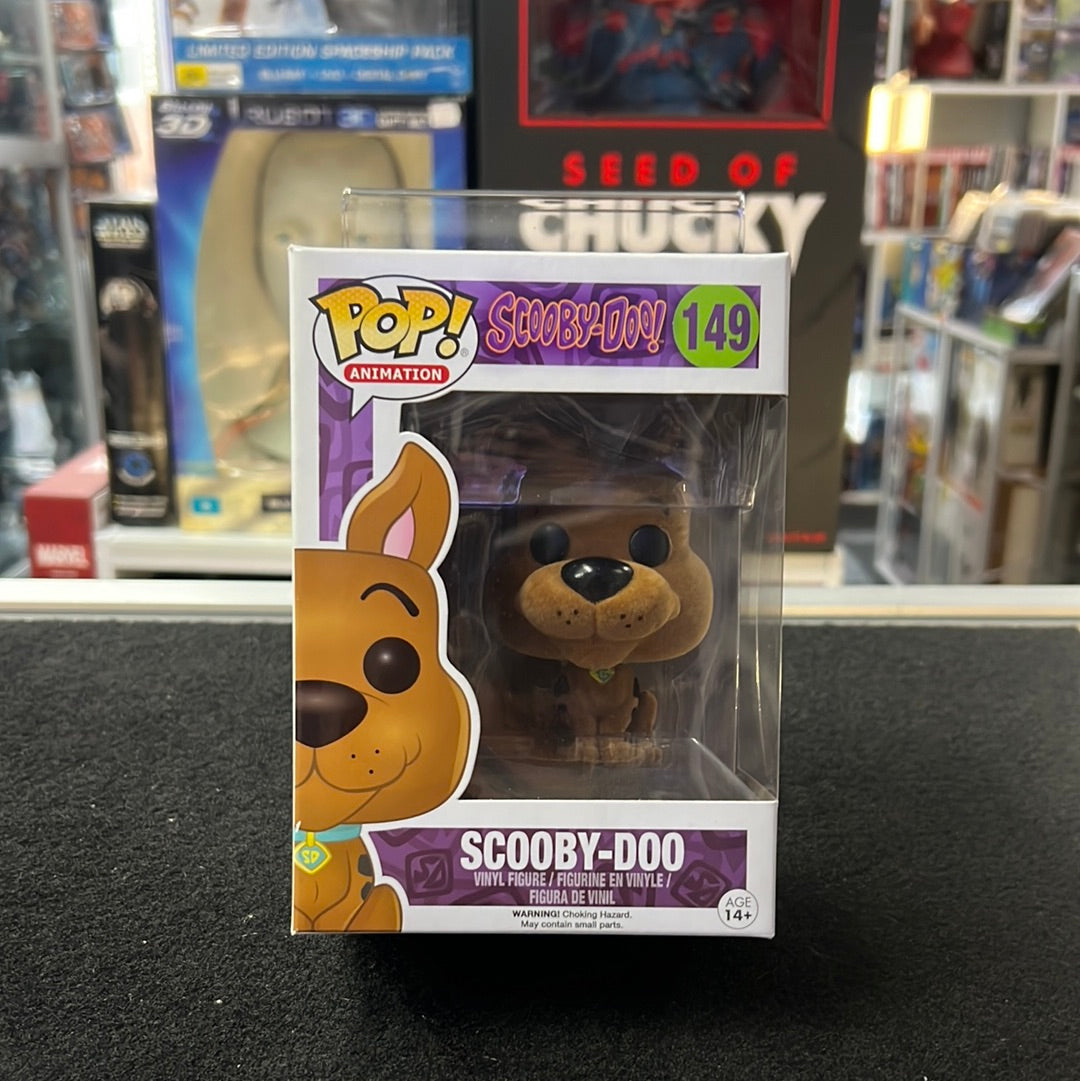 LIMITED EDITION SPACESHIP PACK
3D
SEED OF
CHUCKY
POP!
ANIMATION
SCOOBY-DOO!
149
SD
SCOOBY-DOO
VINYL FIGURE / FIGURINE EN VINYLE /
FIGURA DE VINIL
WARNING! Choking Hazard.
May contain small parts.
AGE
14+
MARVEL